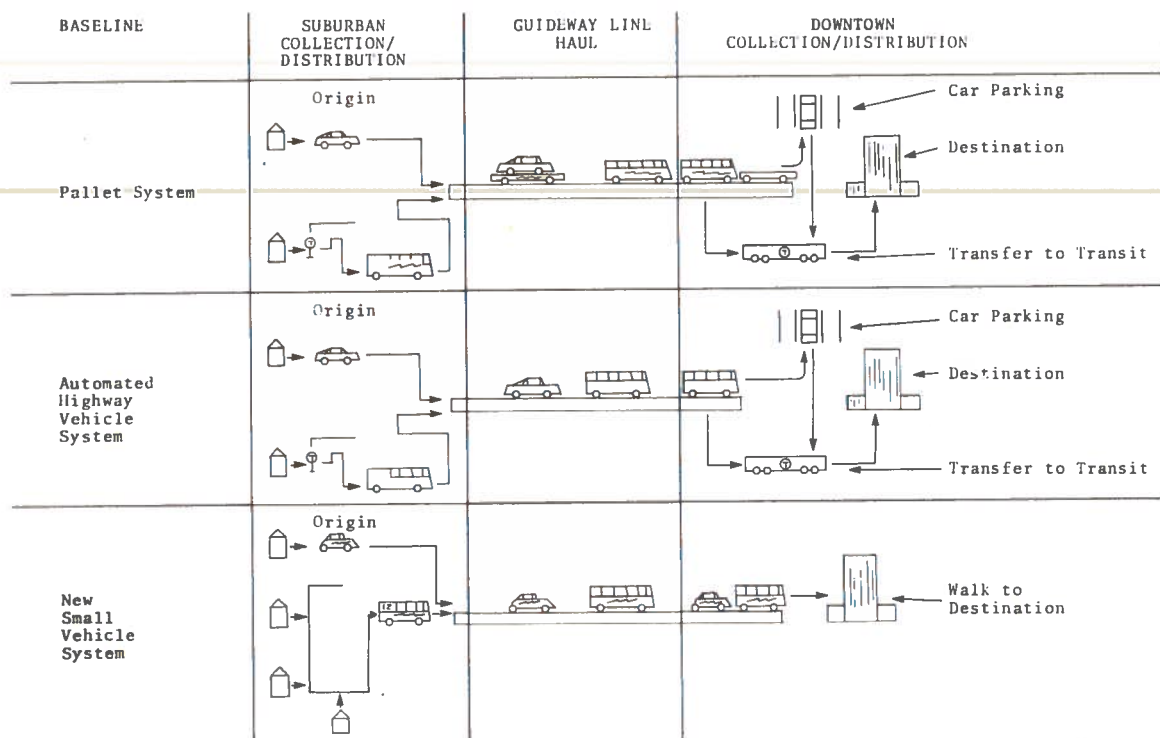 BASELINE
SUBURBAN
COLLECTION/
DISTRIBUTION
GUIDEWAY LINE
HAUL
DOWNTOWN
COLLECTION/DISTRIBUTION
Pallet System
Origin
Car Parking
Destination
T
T
Transfer to Transit
Automated
Highway
Vehicle
System
Origin
Car Parking
Destination
T
T
Transfer to Transit
New
Small
Vehicle
System
Origin
12
Walk to
Destination